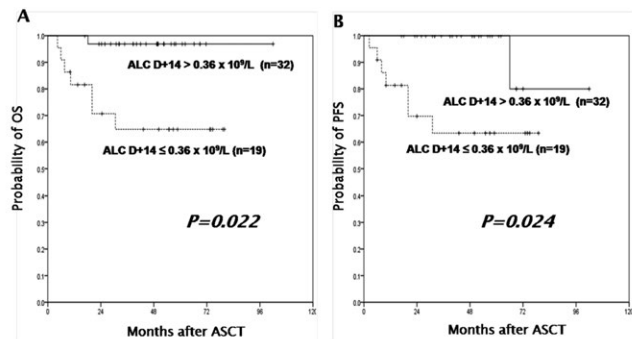 A
Probability of OS
1.0
0.9
0.8
0.7
0.6
0.5
0.4
0.3
0.2
0.1
0.0
ALC D+14 > 0.36 x 10⁹/L (n=32)
ALC D+14 ≤ 0.36 x 10⁹/L (n=19)
P=0.022
0 24 48 72 96 120
Months after ASCT
B
Probability of PFS
1.0
0.9
0.8
0.7
0.6
0.5
0.4
0.3
0.2
0.1
0.0
ALC D+14 > 0.36 x 10⁹/L (n=32)
ALC D+14 ≤ 0.36 x 10⁹/L (n=19)
P=0.024
0 24 48 72 96 120
Months after ASCT